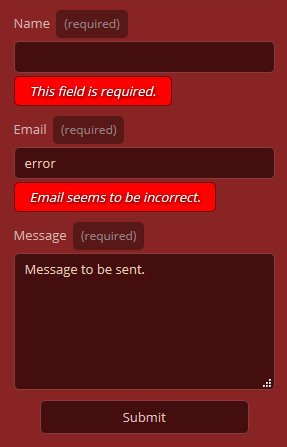 Name (required)
This field is required.
Email (required)
error
Email seems to be incorrect.
Message (required)
Message to be sent.
Submit